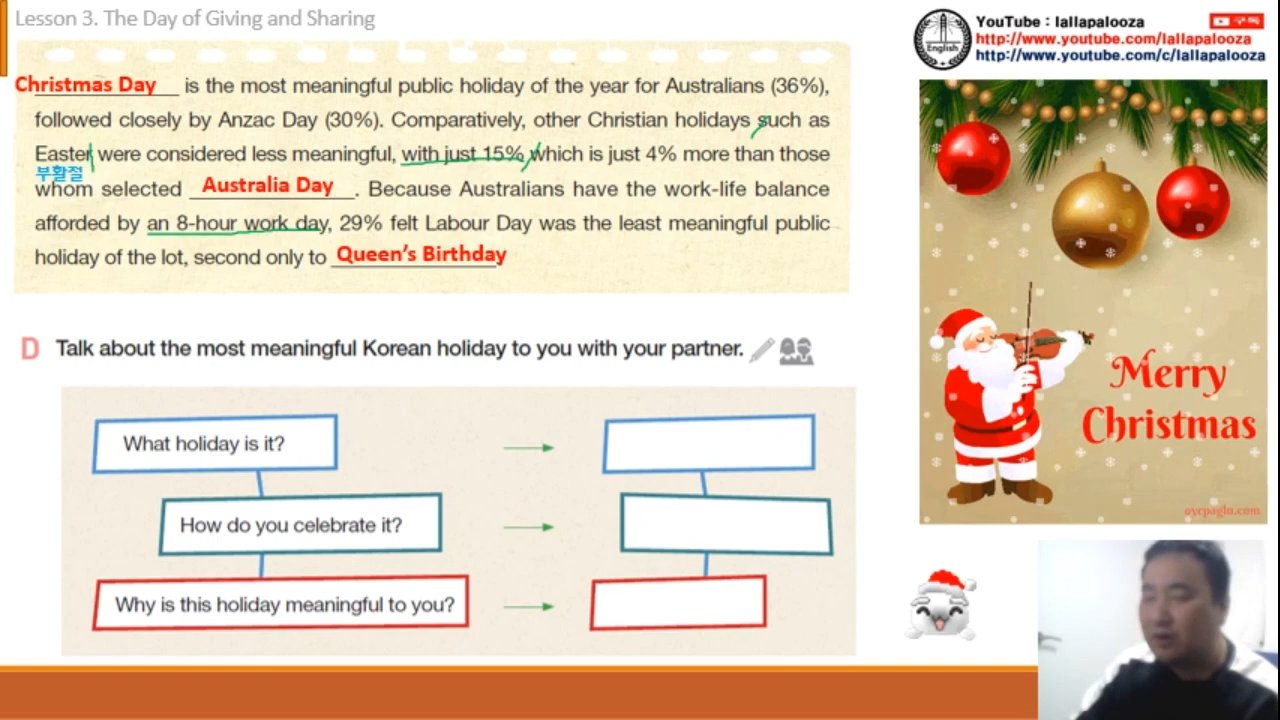 Lesson 3. The Day of Giving and Sharing
YouTube : lallapalooza
구독
http://www.youtube.com/lallapalooza
http://www.youtube.com/c/lallapalooza
English
Christmas Day is the most meaningful public holiday of the year for Australians (36%),
followed closely by Anzac Day (30%). Comparatively, other Christian holidays such as
Easter were considered less meaningful, with just 15%, which is just 4% more than those
부활절
whom selected Australia Day. Because Australians have the work-life balance
afforded by an 8-hour work day, 29% felt Labour Day was the least meaningful public
holiday of the lot, second only to Queen's Birthday
D Talk about the most meaningful Korean holiday to you with your partner.
What holiday is it?
How do you celebrate it?
Why is this holiday meaningful to you?
Merry
Christmas
oyepaglu.com